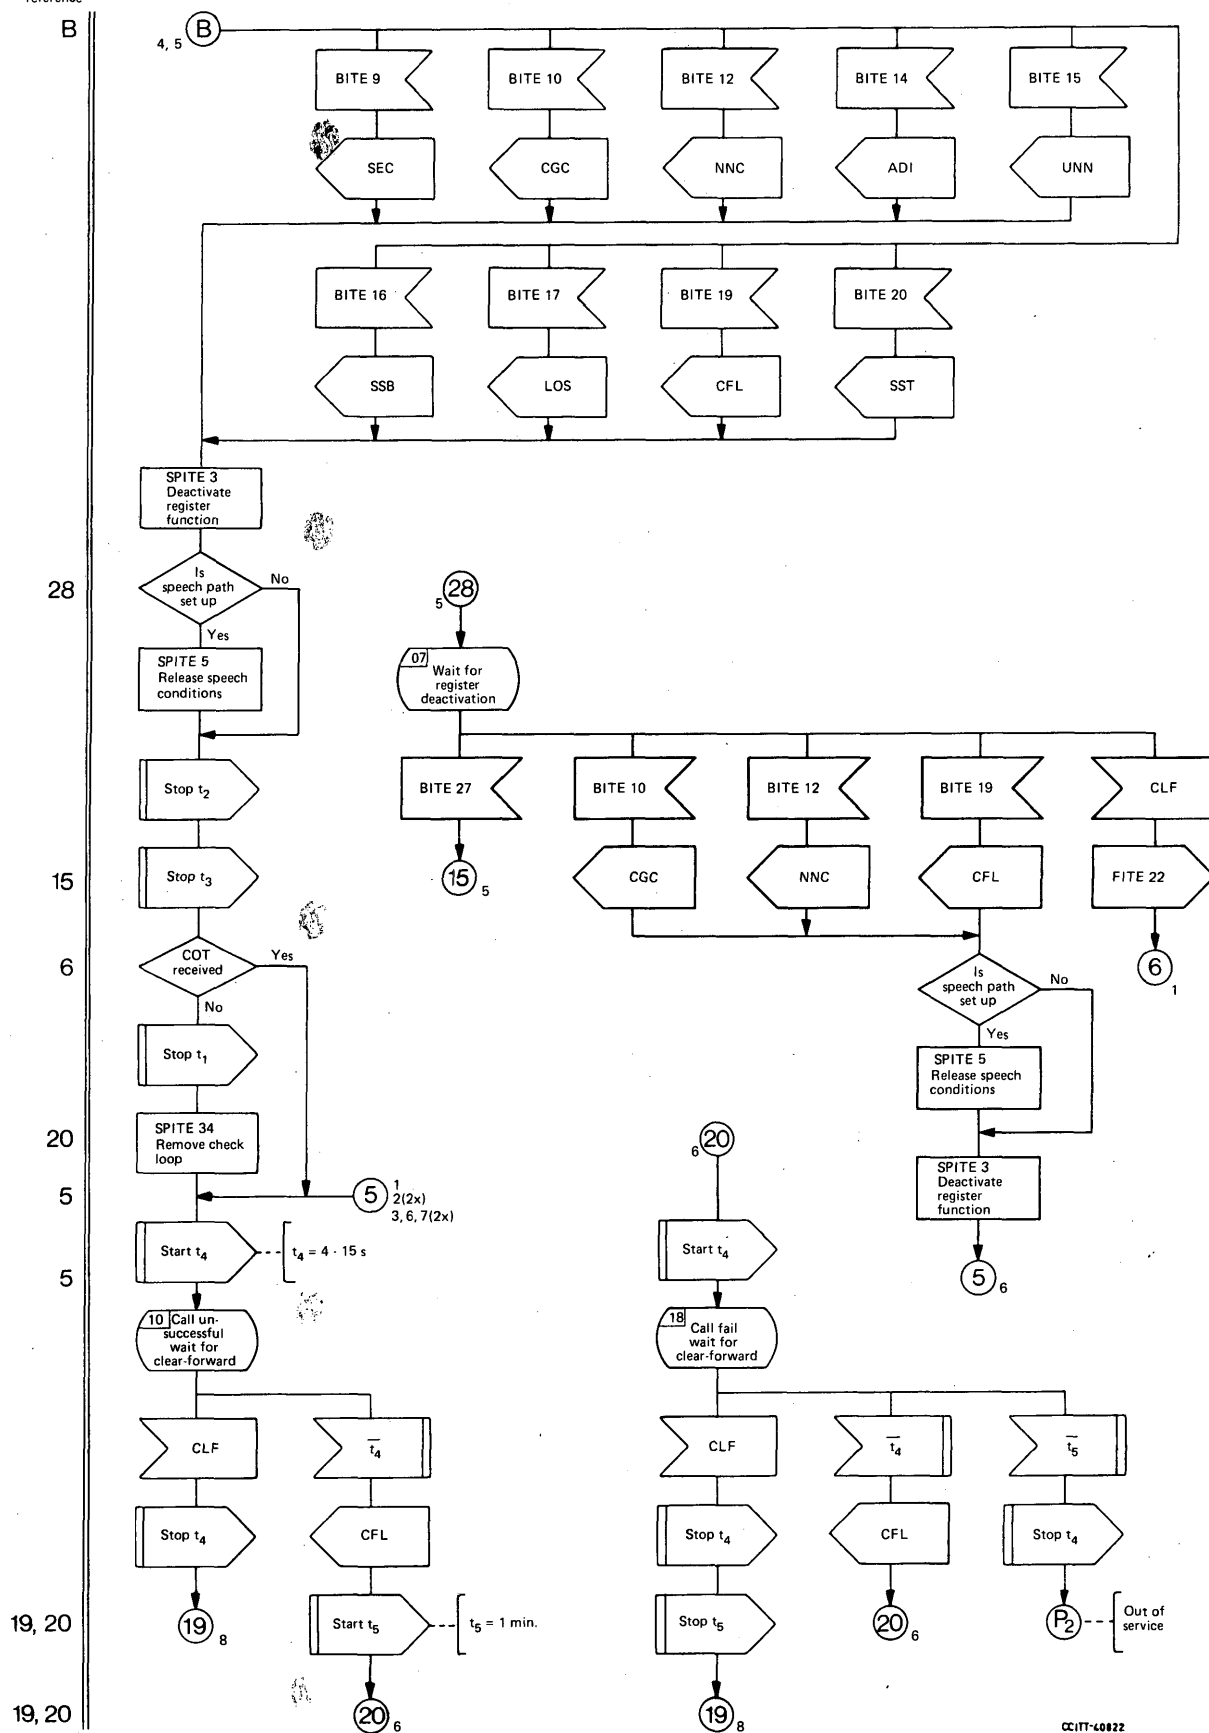 reference
B
B
4, 5
BITE 9
BITE 10
BITE 12
BITE 14
BITE 15
SEC
CGC
NNC
ADI
UNN
BITE 16
BITE 17
BITE 19
BITE 20
SSB
LOS
CFL
SST
SPITE 3
Deactivate
register
function
28
Is
speech path
set up
No
Yes
28
5
SPITE 5
Release speech
conditions
07
Wait for
register
deactivation
Stop t2
BITE 27
BITE 10
BITE 12
BITE 19
CLF
15
Stop t3
15
5
CGC
NNC
CFL
FITE 22
6
COT
received
Yes
No
Is
speech path
set up
No
Yes
6
1
Stop t1
SPITE 5
Release speech
conditions
20
SPITE 34
Remove check
loop
20
6
SPITE 3
Deactivate
register
function
5
5
1
2(2x)
3, 6, 7(2x)
Start t4
t4 = 4 · 15 s
Start t4
5
6
5
10
Call un-
successful
wait for
clear-forward
18
Call fail
wait for
clear-forward
CLF
t4
CLF
t4
t5
Stop t4
CFL
Stop t4
CFL
Stop t4
19, 20
19
8
Start t5
t5 = 1 min.
Stop t5
20
6
P2
Out of
service
19, 20
20
6
19
8
CCITT-40822